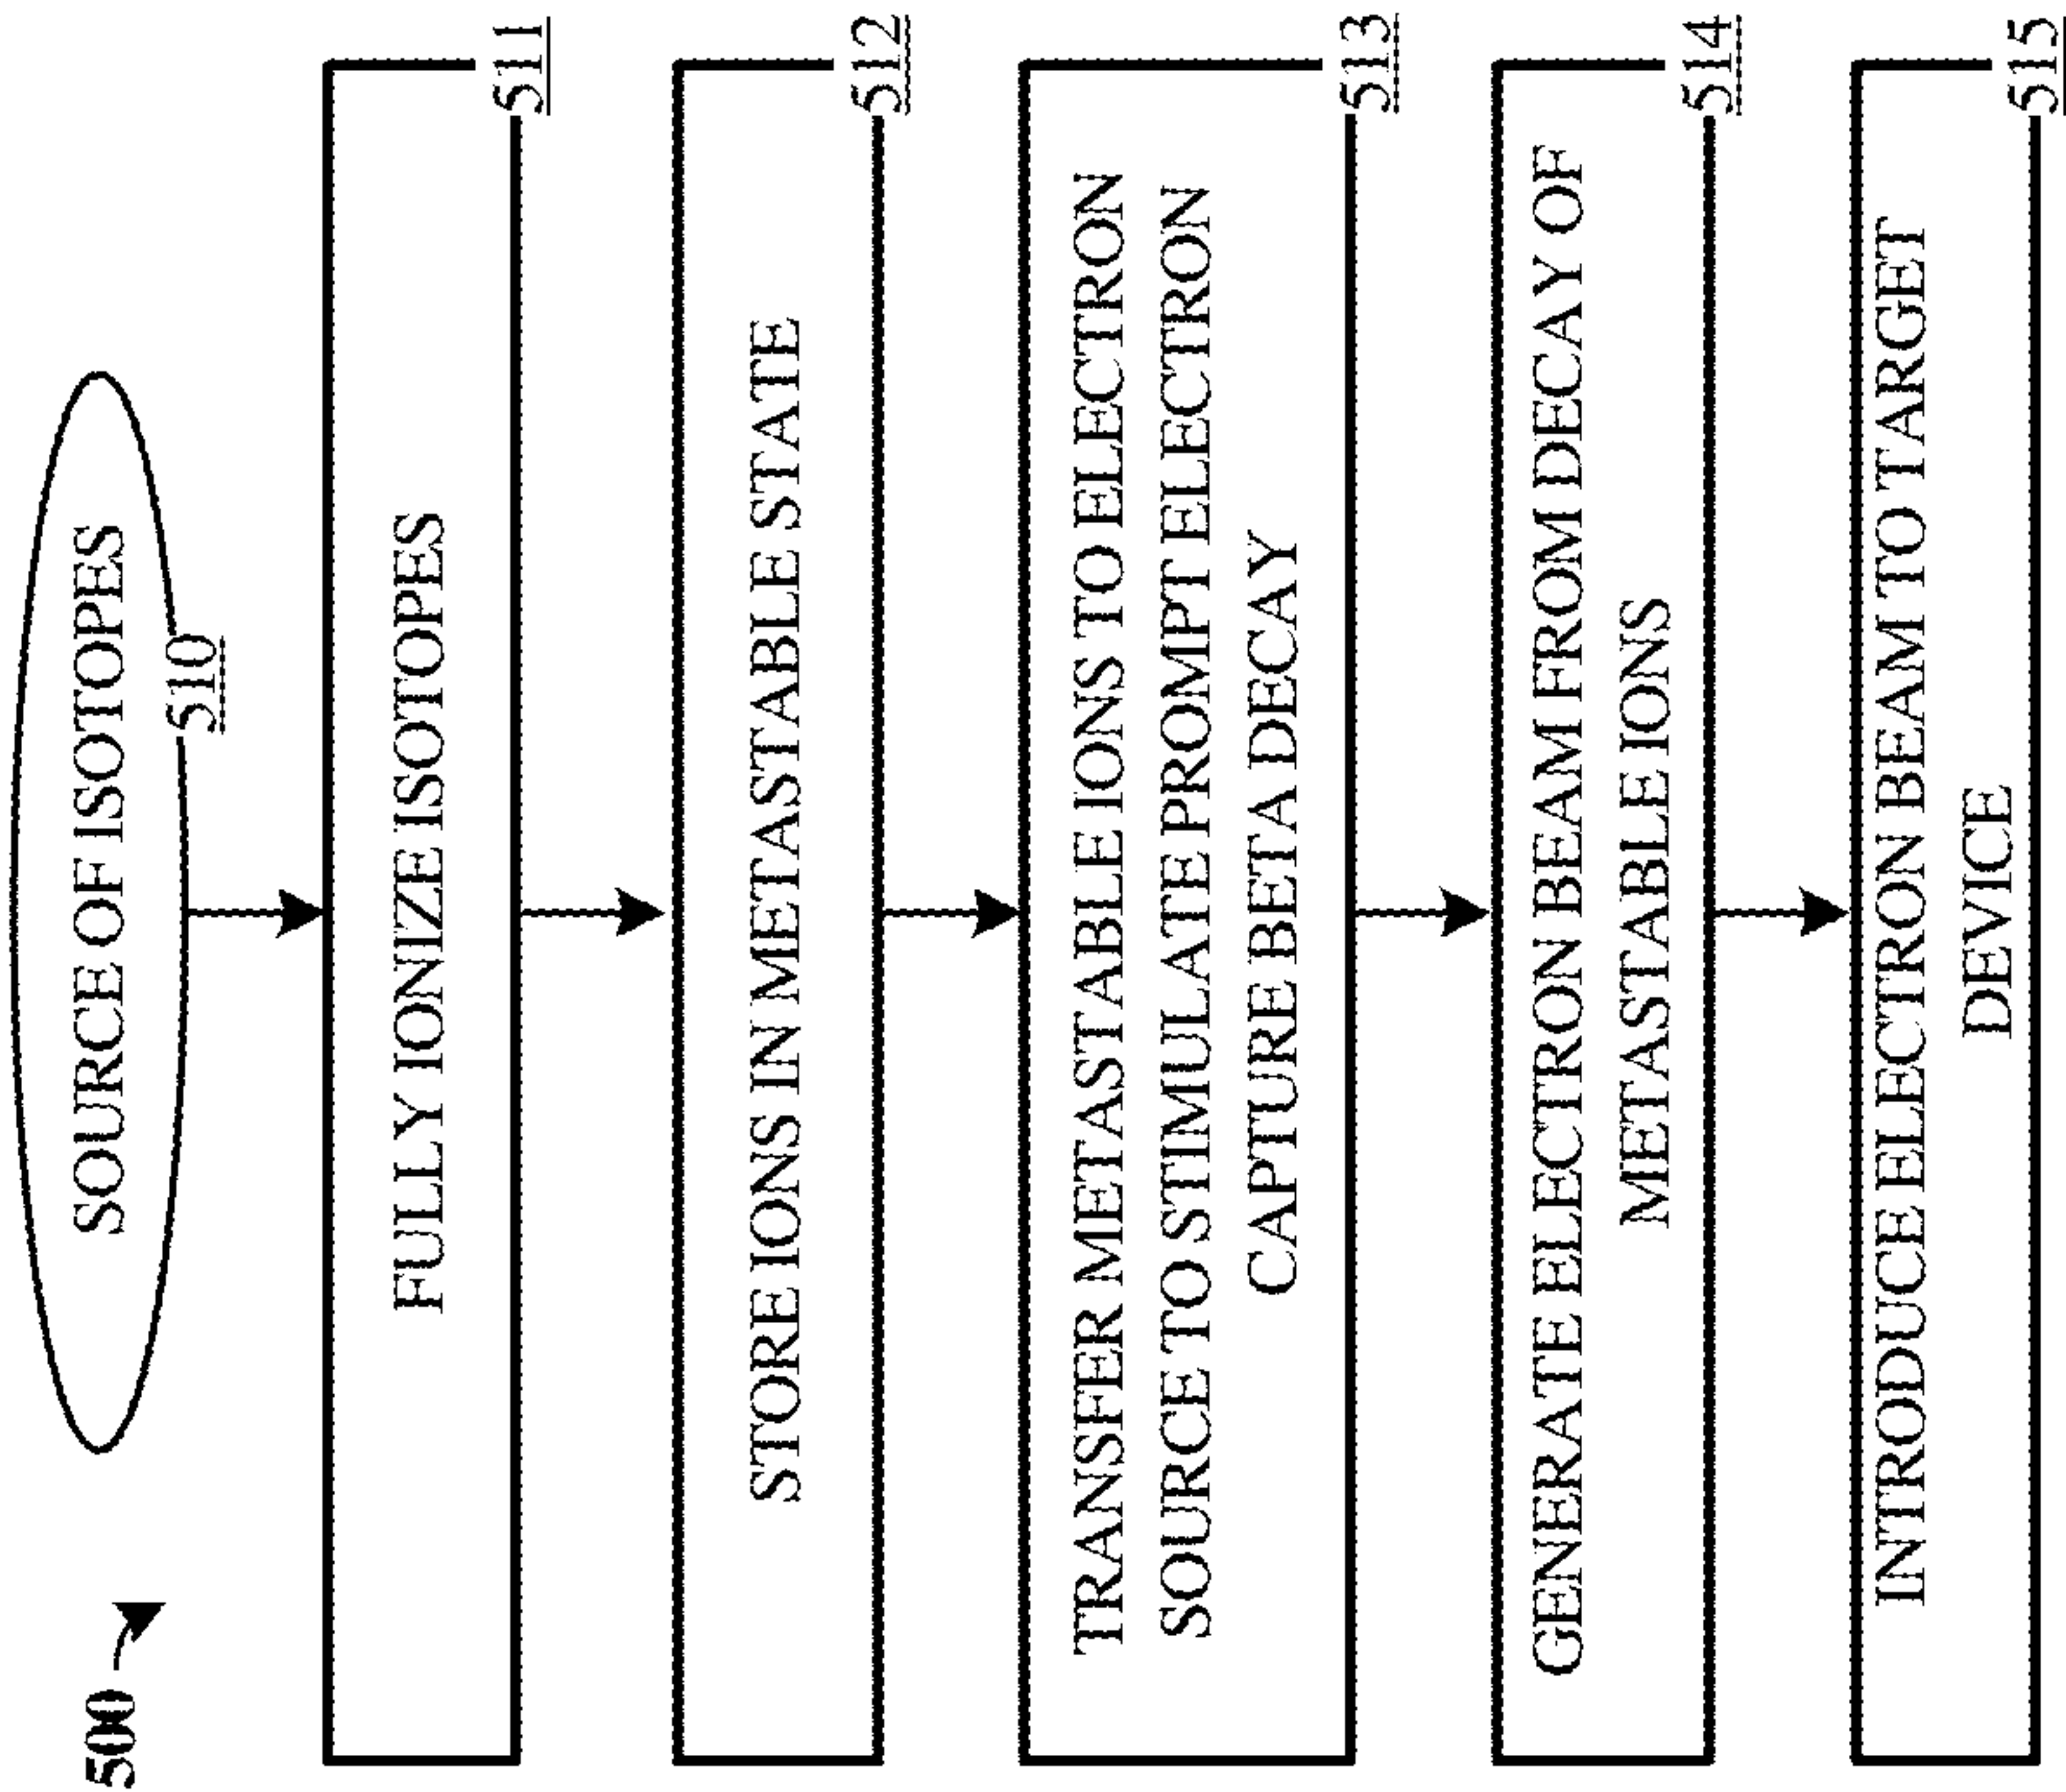 500
SOURCE OF ISOTOPES
510
FULLY IONIZE ISOTOPES
511
STORE IONS IN METASTABLE STATE
512
TRANSFER METASTABLE IONS TO ELECTRON
SOURCE TO STIMULATE PROMPT ELECTRON
CAPTURE BETA DECAY
513
GENERATE ELECTRON BEAM FROM DECAY OF
METASTABLE IONS
514
INTRODUCE ELECTRON BEAM TO TARGET
DEVICE
515